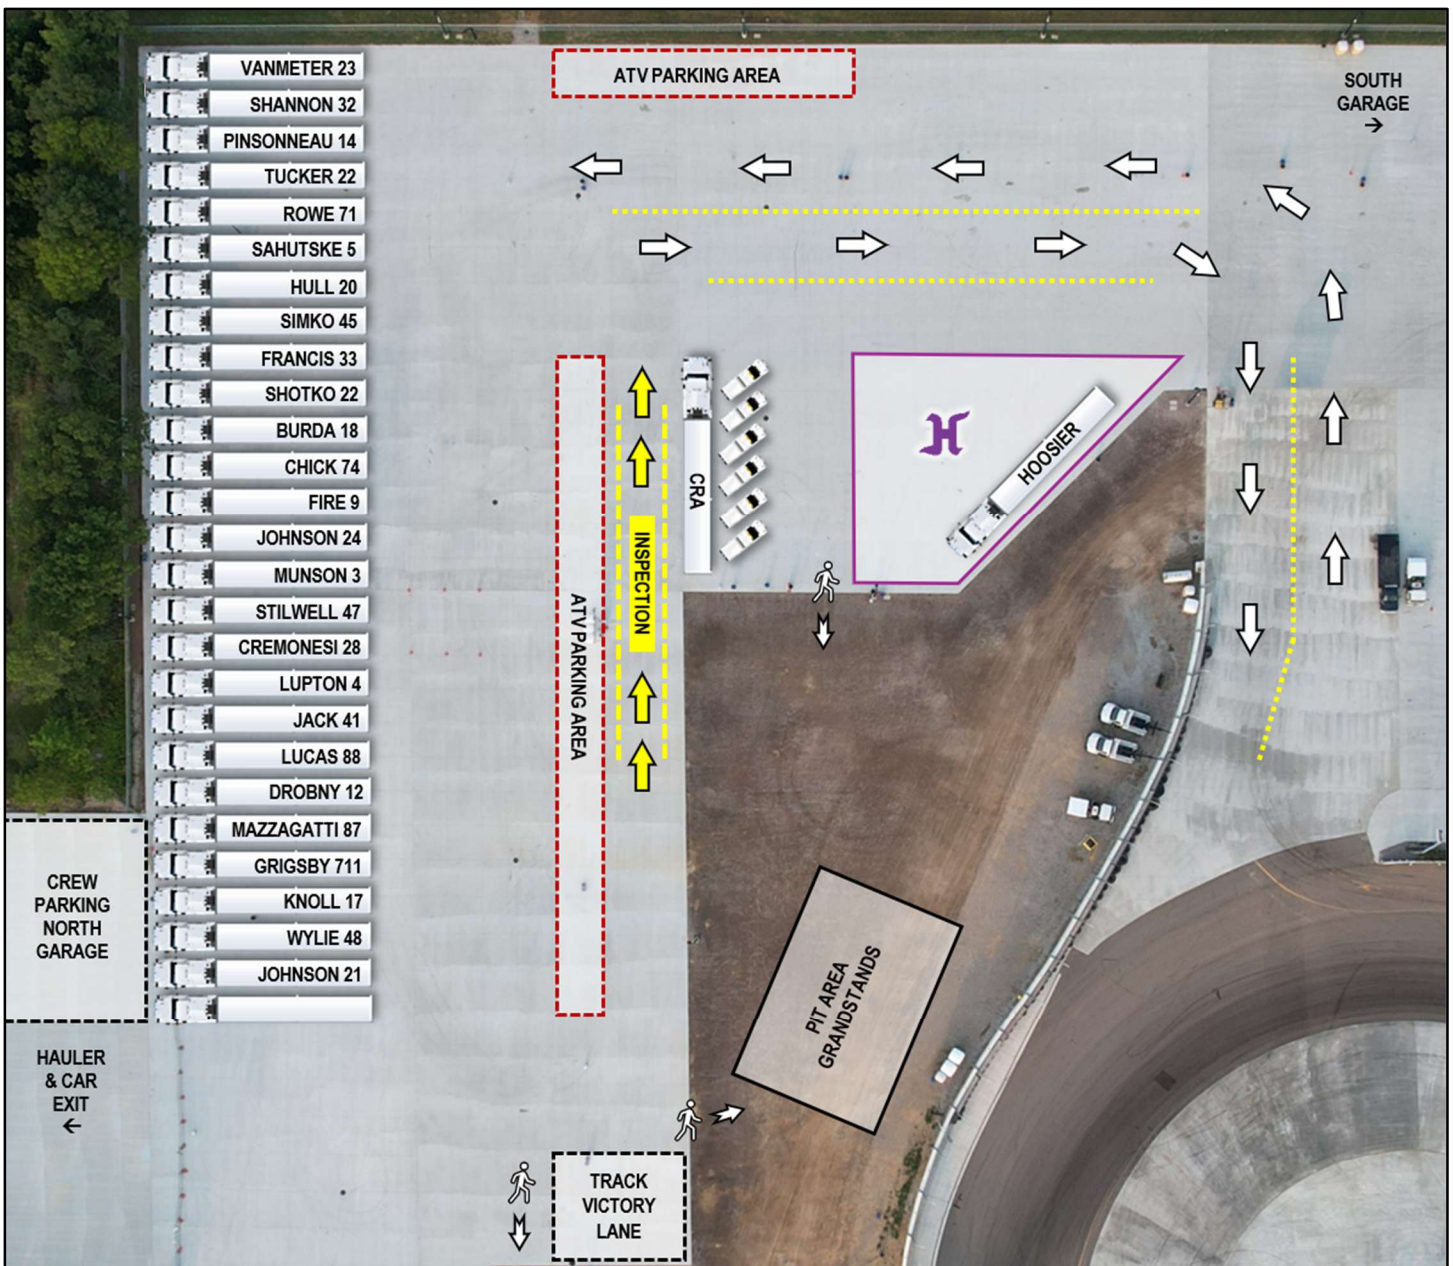 VANMETER 23
SHANNON 32
PINSONNEAU 14
TUCKER 22
ROWE 71
SAHUTSKE 5
HULL 20
SIMKO 45
FRANCIS 33
SHOTKO 22
BURDA 18
CHICK 74
FIRE 9
JOHNSON 24
MUNSON 3
STILWELL 47
CREMONESI 28
LUPTON 4
JACK 41
LUCAS 88
DROBNY 12
MAZZAGATTI 87
GRIGSBY 711
KNOLL 17
WYLIE 48
JOHNSON 21
CREW
PARKING
NORTH
GARAGE
HAULER
& CAR
EXIT
←
ATV PARKING AREA
SOUTH
GARAGE
→
ATV PARKING AREA
INSPECTION
CRA
H
HOOSIER
PIT AREA
GRANDSTANDS
TRACK
VICTORY
LANE